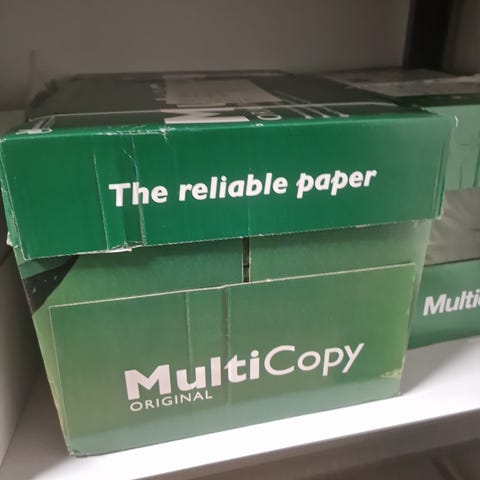 The reliable paper
MultiCopy
ORIGINAL
Multi